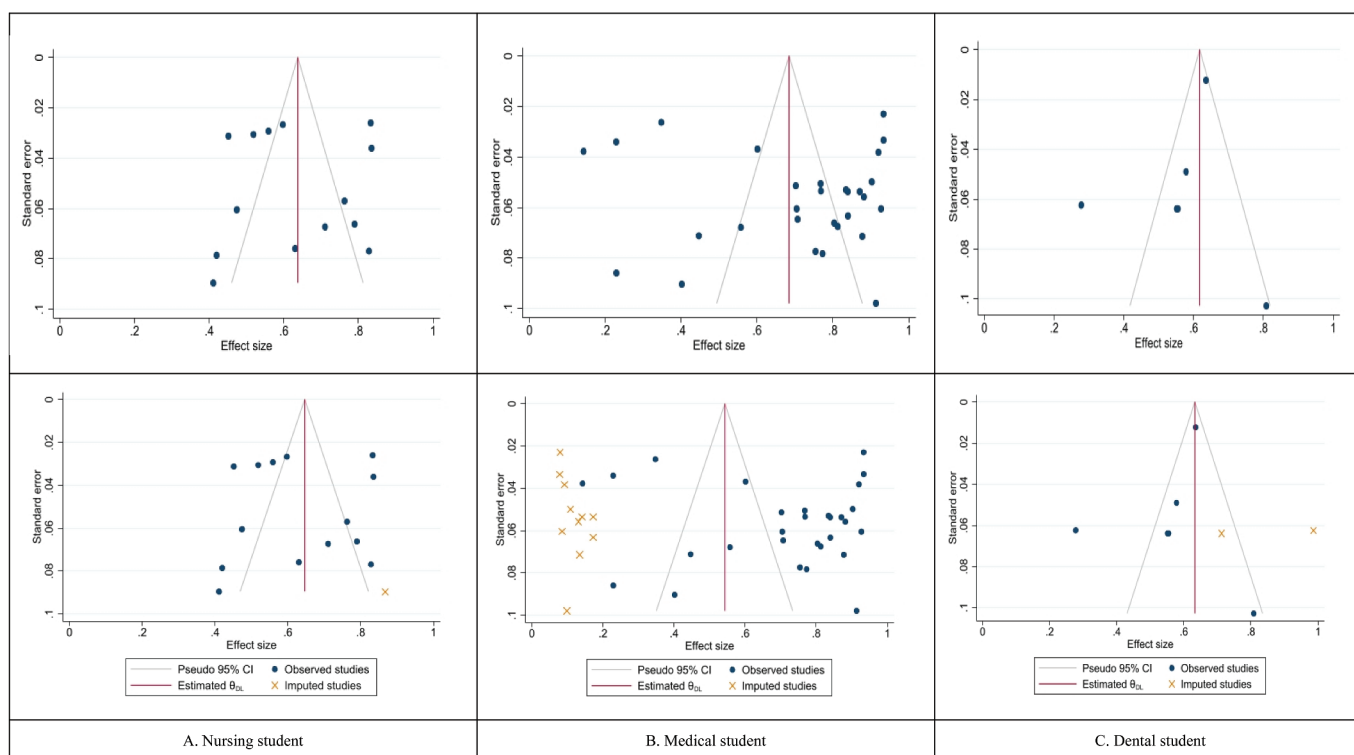 0
.02
.04
.06
.08
.1
Standard error
0
.2
.4
.6
.8
1
Effect size
0
.02
.04
.06
.08
.1
Standard error
0
.2
.4
.6
.8
1
Effect size
0
.02
.04
.06
.08
.1
Standard error
0
.2
.4
.6
.8
1
Effect size
0
.02
.04
.06
.08
.1
Standard error
0
.2
.4
.6
.8
1
Effect size
Pseudo 95% CI
Observed studies
Estimated θDL
Imputed studies
0
.02
.04
.06
.08
.1
Standard error
0
.2
.4
.6
.8
1
Effect size
Pseudo 95% CI
Observed studies
Estimated θDL
Imputed studies
0
.02
.04
.06
.08
.1
Standard error
0
.2
.4
.6
.8
1
Effect size
Pseudo 95% CI
Observed studies
Estimated θDL
Imputed studies
A. Nursing student
B. Medical student
C. Dental student